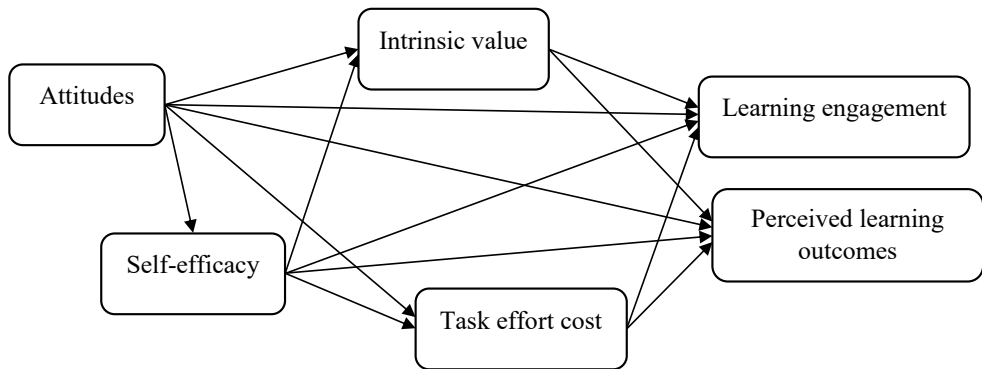 Intrinsic value
Attitudes
Learning engagement
Perceived learning
outcomes
Self-efficacy
Task effort cost